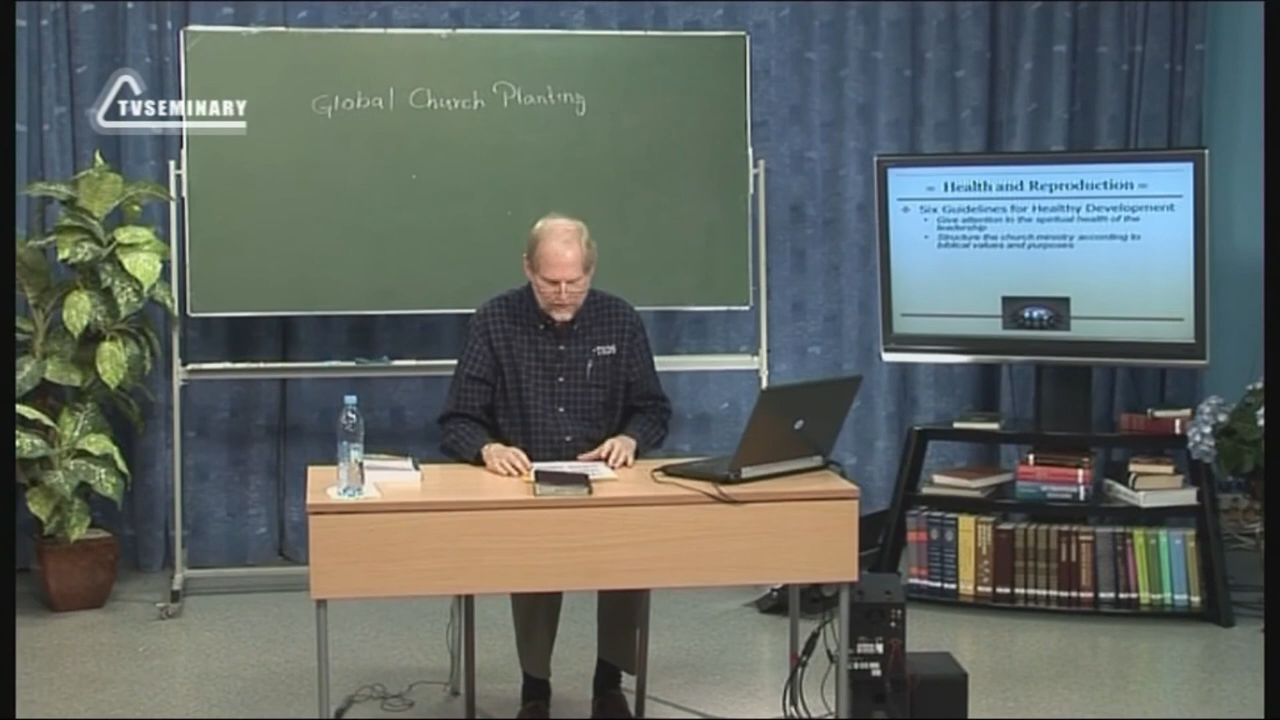 TVSEMINARY
Global Church Planting
Health and Reproduction
Six Guidelines for Healthy Development
Give attention to the spiritual health of the
leadership
Structure the church ministry according to
biblical values and purposes
hp